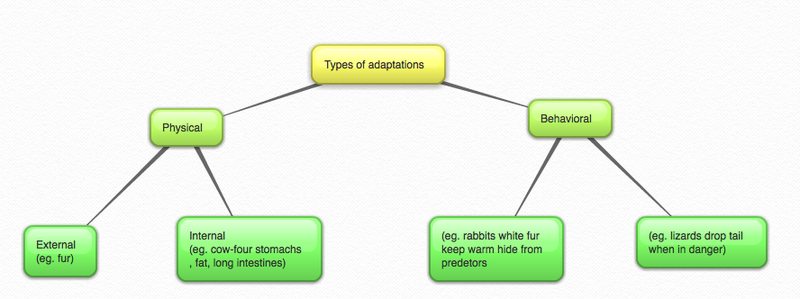 Types of adaptations
Physical
Behavioral
External
(eg. fur)
Internal
(eg. cow-four stomachs
, fat, long intestines)
(eg. rabbits white fur
keep warm hide from
predetors
(eg. lizards drop tail
when in danger)